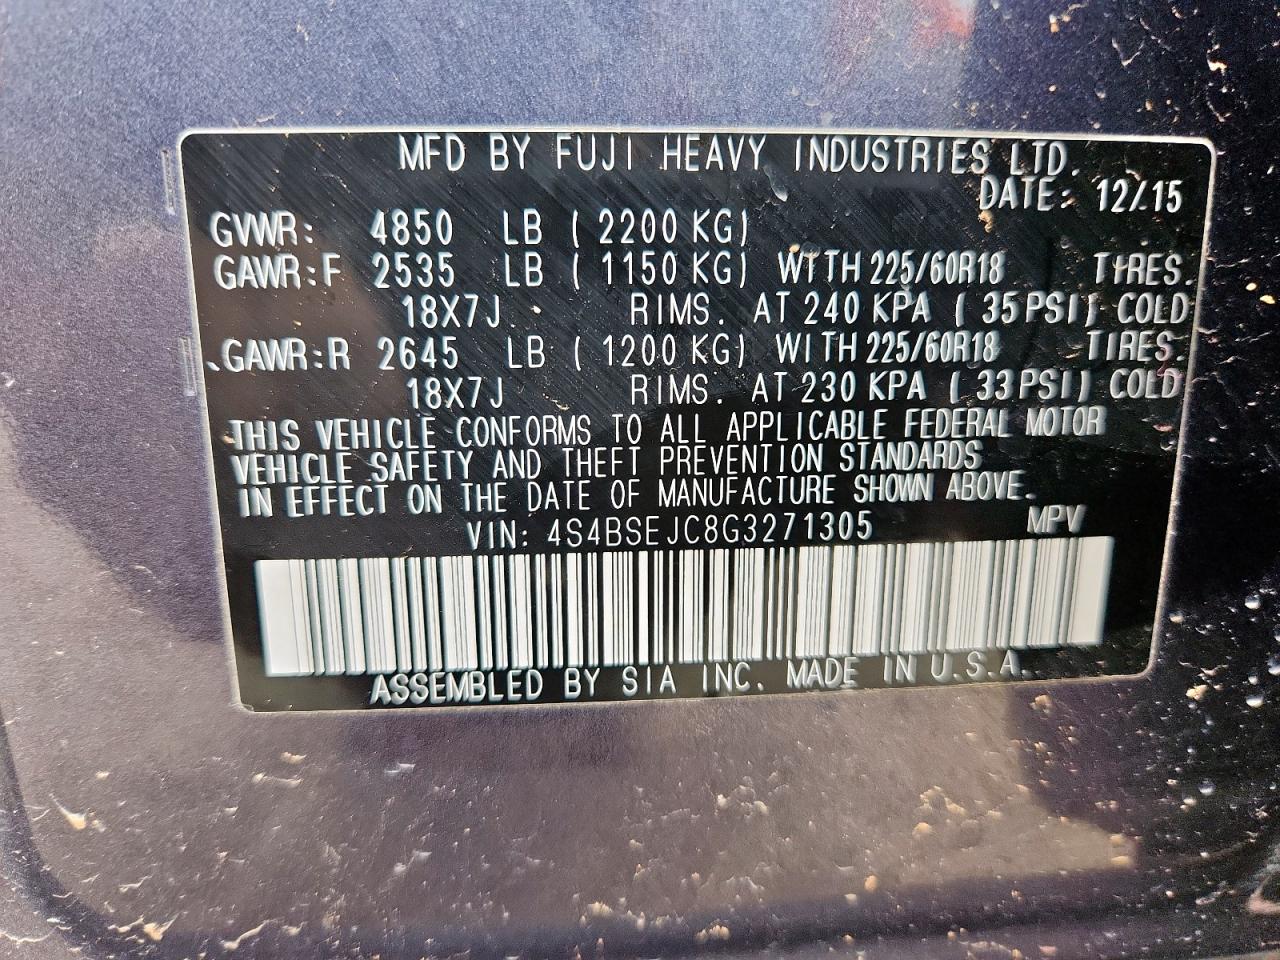 MFD BY FUJI HEAVY INDUSTRIES LTD.
DATE: 12/15
GVWR: 4850 LB (2200 KG)
GAWR:F 2535 LB (1150 KG) WITH 225/60R18 TIRES.
18X7J RIMS. AT 240 KPA (35PSI) COLD
GAWR:R 2645 LB (1200 KG) WITH 225/60R18 TIRES.
18X7J RIMS. AT 230 KPA (33PSI) COLD
THIS VEHICLE CONFORMS TO ALL APPLICABLE FEDERAL MOTOR
VEHICLE SAFETY AND THEFT PREVENTION STANDARDS
IN EFFECT ON THE DATE OF MANUFACTURE SHOWN ABOVE.
VIN: 4S4BSEJC8G3271305 MPV
ASSEMBLED BY SIA INC. MADE IN U.S.A.